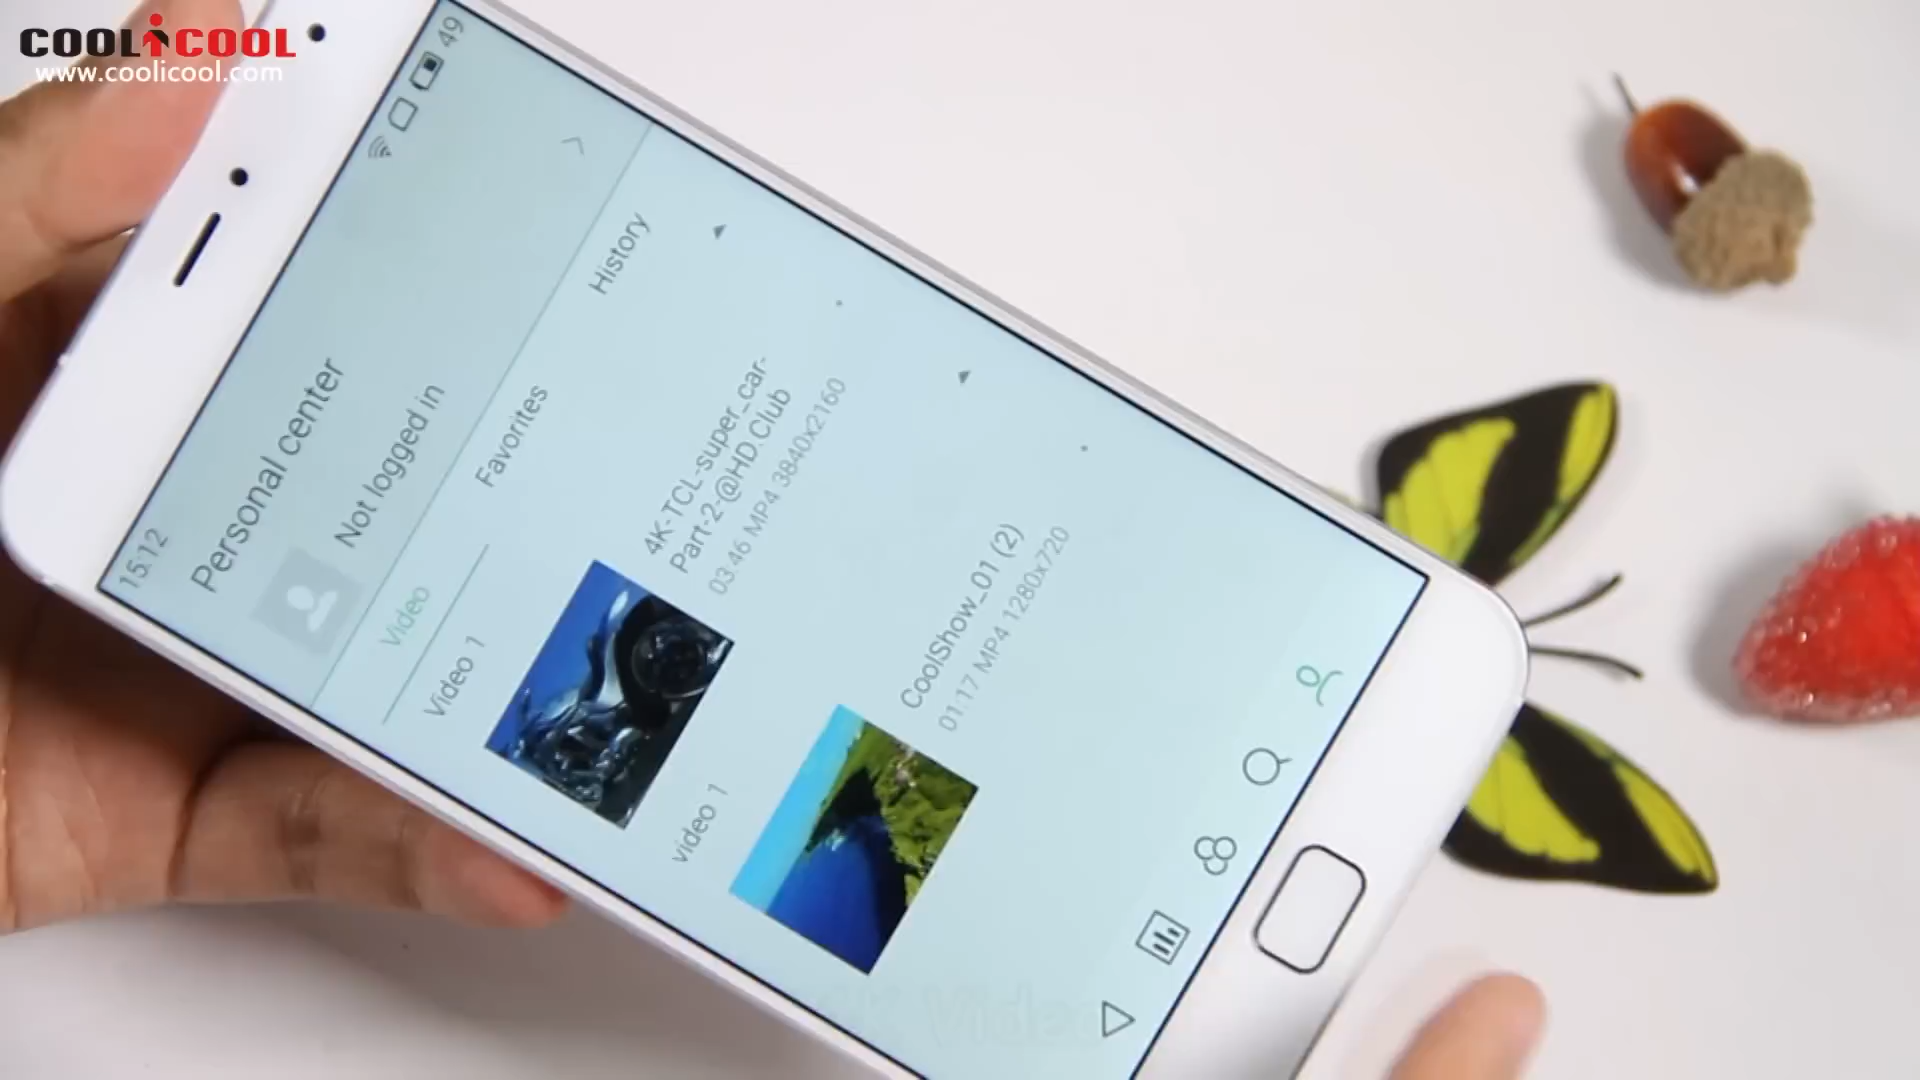 COOLiCOOL
www.coolicool.com
15:12
49
Personal center
Not logged in
Video
Favorites
History
Video 1
4K-TCL-super_car-
Part-2-@HD.Club
03:46 MP4 3840x2160
video 1
CoolShow_01 (2)
01:17 MP4 1280x720